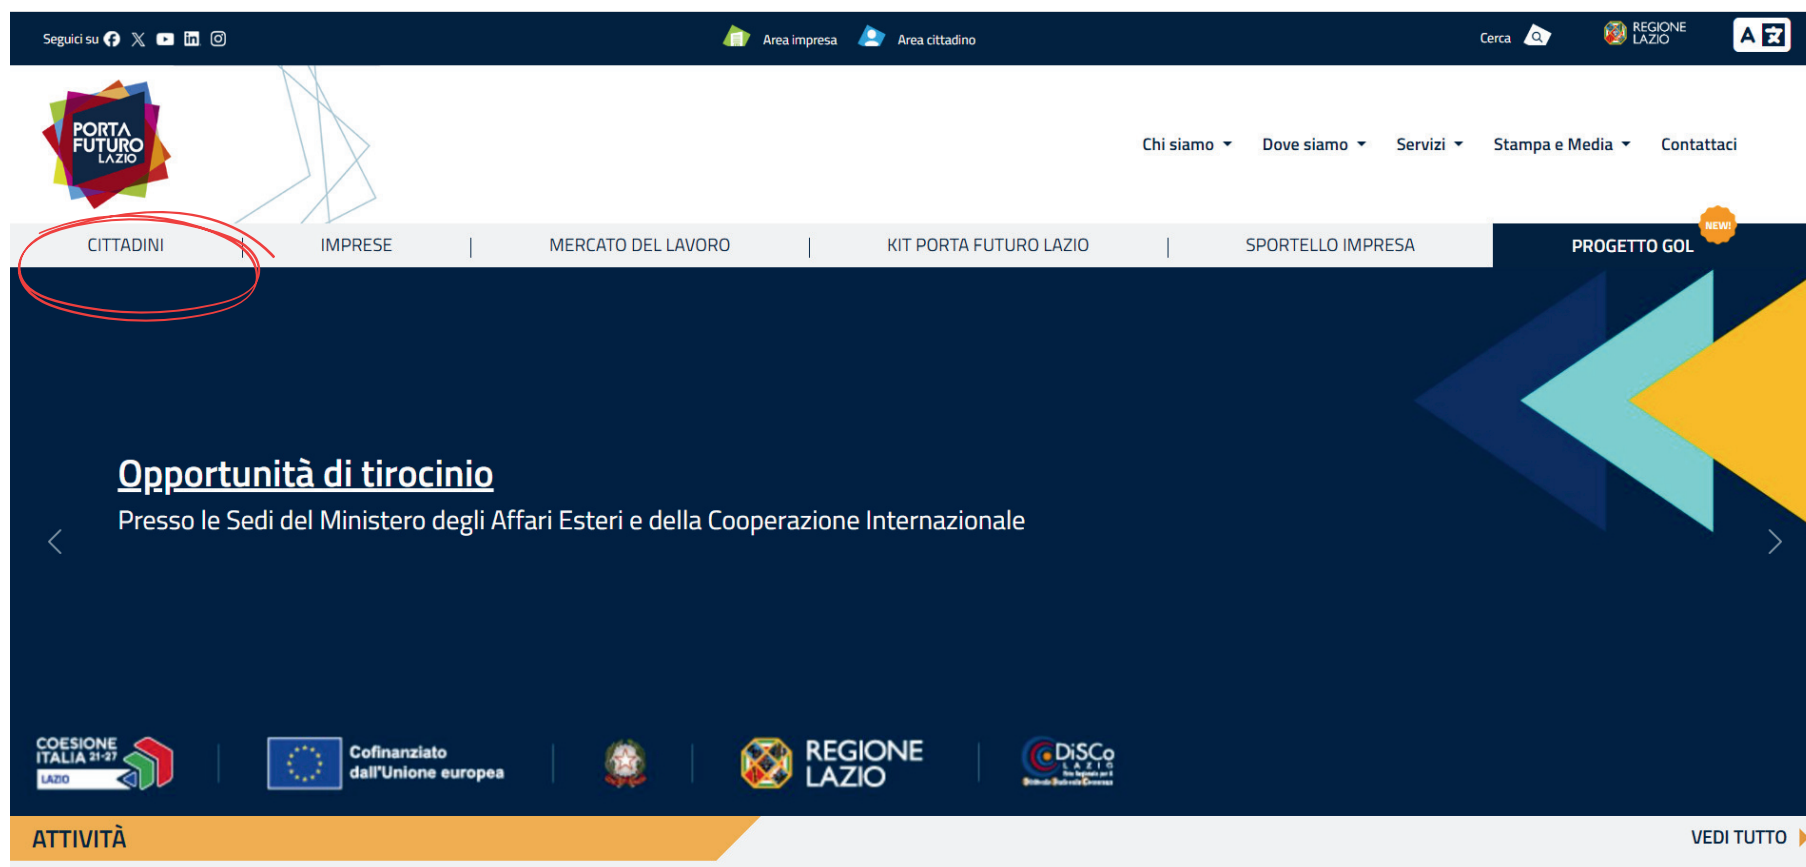 Seguici su
Area impresa
Area cittadino
Cerca
REGIONE
LAZIO
A
PORTA
FUTURO
LAZIO
Chi siamo
Dove siamo
Servizi
Stampa e Media
Contattaci
NEW!
CITTADINI
IMPRESE
MERCATO DEL LAVORO
KIT PORTA FUTURO LAZIO
SPORTELLO IMPRESA
PROGETTO GOL
Opportunità di tirocinio
Presso le Sedi del Ministero degli Affari Esteri e della Cooperazione Internazionale
COESIONE
ITALIA 21-27
LAZIO
Cofinanziato
dall'Unione europea
REGIONE
LAZIO
DiSCo
LAZIO
ATTIVITÀ
VEDI TUTTO